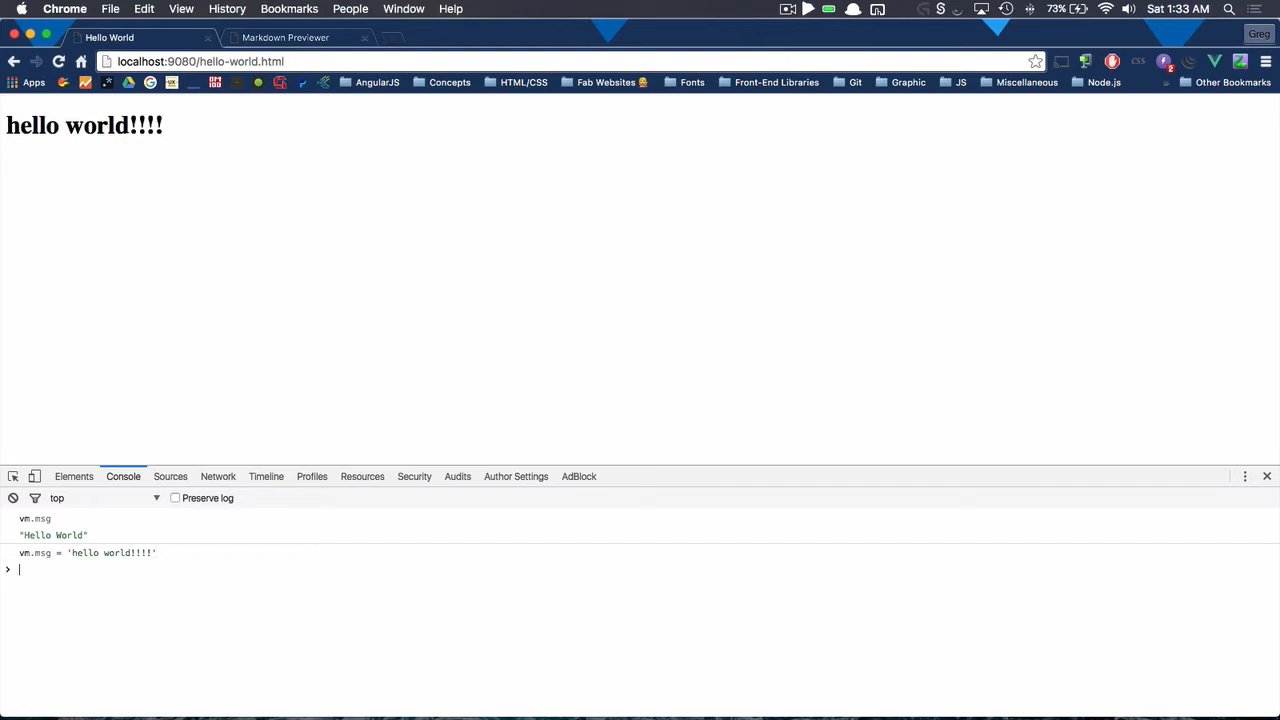 Chrome File Edit View History Bookmarks People Window Help 73% Sat 1:33 AM
Hello World Markdown Previewer Greg
localhost:9080/hello-world.html CSS 2
Apps G UX AngularJS Concepts HTML/CSS Fab Websites Fonts Front-End Libraries Git Graphic JS Miscellaneous Node.js » Other Bookmarks
hello world!!!!
Elements Console Sources Network Timeline Profiles Resources Security Audits Author Settings AdBlock
top Preserve log
vm.msg
"Hello World"
vm.msg = 'hello world!!!!'
>